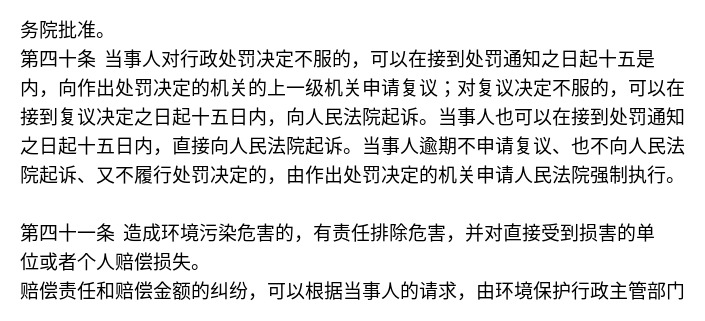 务院批准。
第四十条 当事人对行政处罚决定不服的，可以在接到处罚通知之日起十五是
内，向作出处罚决定的机关的上一级机关申请复议；对复议决定不服的，可以在
接到复议决定之日起十五日内，向人民法院起诉。当事人也可以在接到处罚通知
之日起十五日内，直接向人民法院起诉。当事人逾期不申请复议、也不向人民法
院起诉、又不履行处罚决定的，由作出处罚决定的机关申请人民法院强制执行。
第四十一条 造成环境污染危害的，有责任排除危害，并对直接受到损害的单
位或者个人赔偿损失。
赔偿责任和赔偿金额的纠纷，可以根据当事人的请求，由环境保护行政主管部门